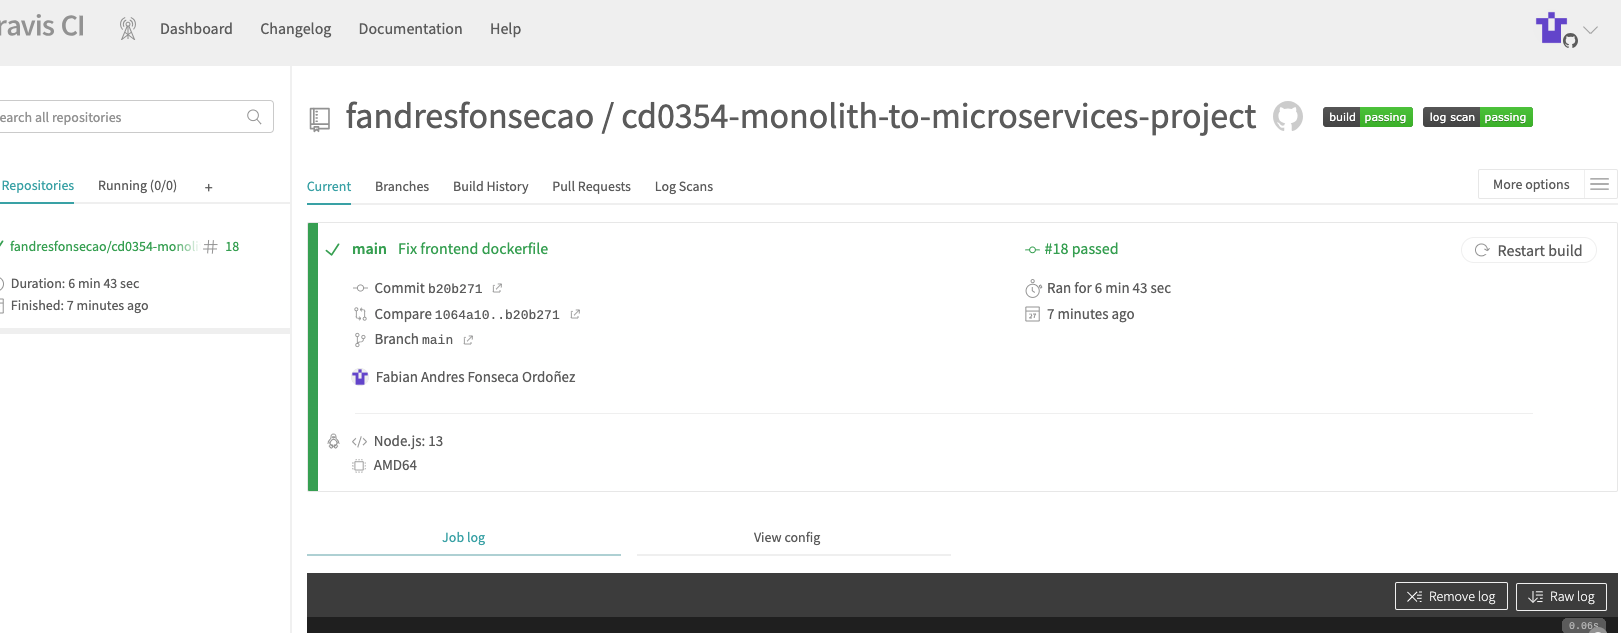 ravis CI
Dashboard
Changelog
Documentation
Help
earch all repositories
Repositories
Running (0/0)
+
fandresfonsecao/cd0354-monoli
# 18
Duration: 6 min 43 sec
Finished: 7 minutes ago
fandresfonsecao / cd0354-monolith-to-microservices-project
build passing
log scan passing
Current
Branches
Build History
Pull Requests
Log Scans
More options
main Fix frontend dockerfile
Commit b20b271
Compare 1064a10..b20b271
Branch main
Fabian Andres Fonseca Ordoñez
#18 passed
Ran for 6 min 43 sec
7 minutes ago
Restart build
Node.js: 13
AMD64
Job log
View config
Remove log
Raw log
0.06s